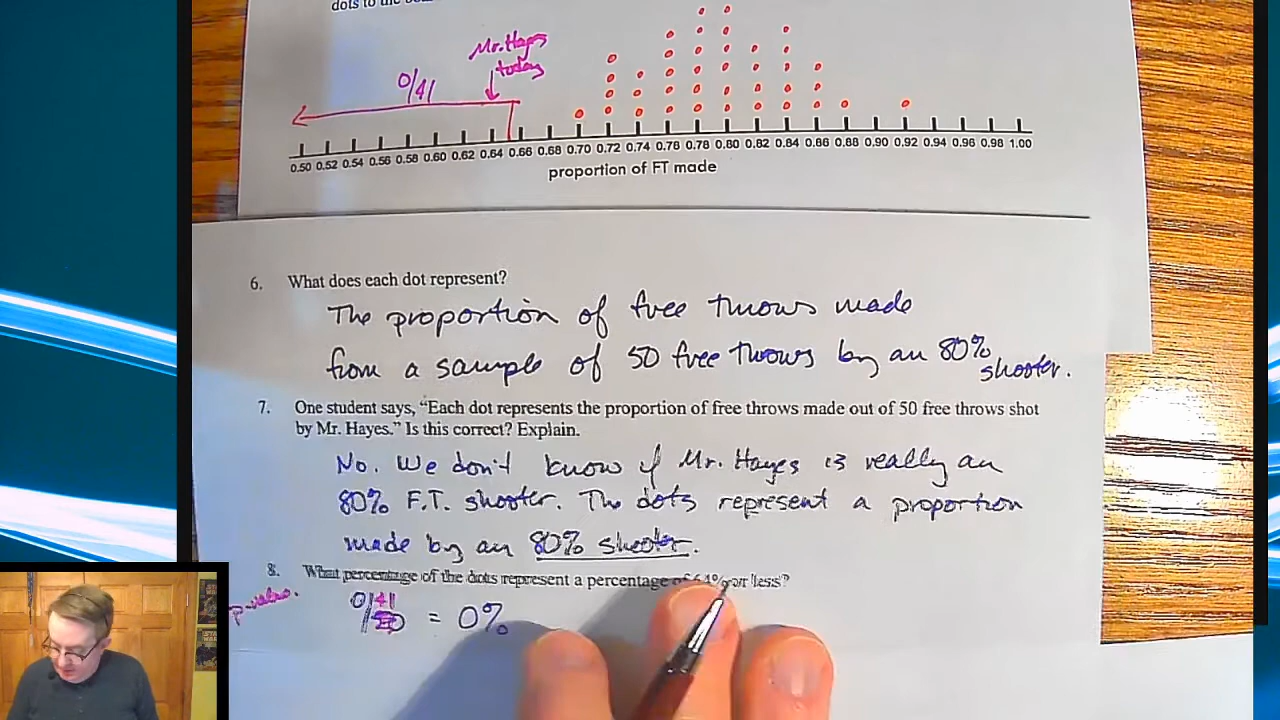 dots to the
Mr. Hayes
today
0/41
0.50 0.52 0.54 0.56 0.58 0.60 0.62 0.64 0.66 0.68 0.70 0.72 0.74 0.76 0.78 0.80 0.82 0.84 0.86 0.88 0.90 0.92 0.94 0.96 0.98 1.00
proportion of FT made
6. What does each dot represent?
The proportion of free throws made
from a sample of 50 free throws by an 80%
shooter.
7. One student says, “Each dot represents the proportion of free throws made out of 50 free throws shot
by Mr. Hayes.” Is this correct? Explain.
No. We don't know if Mr. Hayes is really an
80% F.T. shooter. The dots represent a proportion
made by an 80% shooter.
8. What percentage of the dots represent a percentage of 64% or less?
p-value.
0/41 = 0%